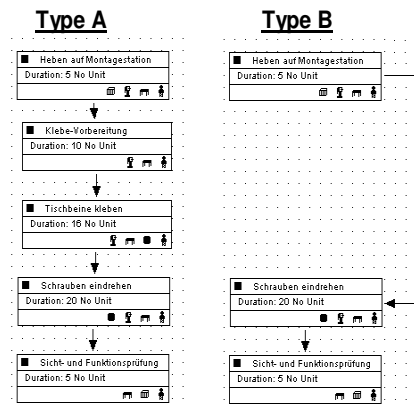 Type A
Heben auf Montagestation
Duration: 5 No Unit
Klebe-Vorbereitung
Duration: 10 No Unit
Tischbeine kleben
Duration: 16 No Unit
Schrauben eindrehen
Duration: 20 No Unit
Sicht- und Funktionsprüfung
Duration: 5 No Unit
Type B
Heben auf Montagestation
Duration: 5 No Unit
Schrauben eindrehen
Duration: 20 No Unit
Sicht- und Funktionsprüfung
Duration: 5 No Unit